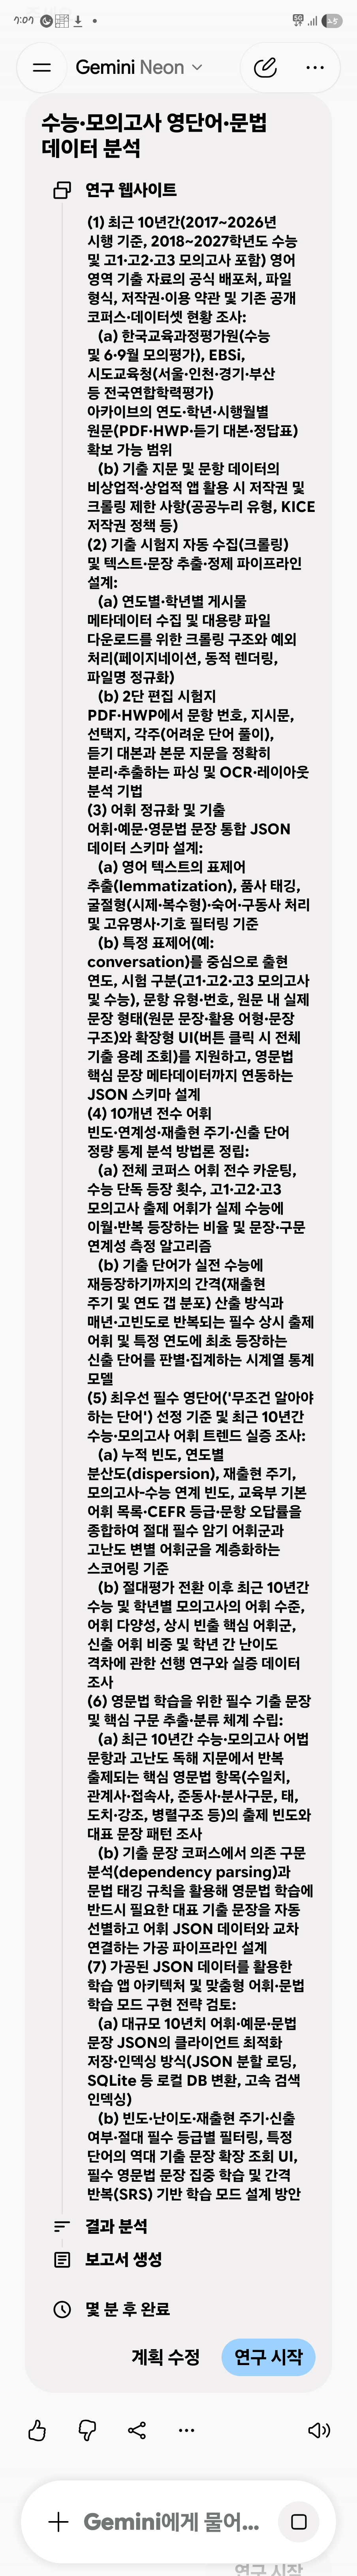 Gemini Neon
수능·모의고사 영단어·문법
데이터 분석
연구 웹사이트
(1) 최근 10년간(2017~2026년
시행 기준, 2018~2027학년도 수능
및 고1·고2·고3 모의고사 포함) 영어
영역 기출 자료의 공식 배포처, 파일
형식, 저작권·이용 약관 및 기존 공개
코퍼스·데이터셋 현황 조사:
(a) 한국교육과정평가원(수능
및 6·9월 모의평가), EBSi,
시도교육청(서울·인천·경기·부산
등 전국연합학력평가)
아카이브의 연도·학년·시행월별
원문(PDF·HWP·듣기 대본·정답표)
확보 가능 범위
(b) 기출 지문 및 문항 데이터의
비상업적·상업적 앱 활용 시 저작권 및
크롤링 제한 사항(공공누리 유형, KICE
저작권 정책 등)
(2) 기출 시험지 자동 수집(크롤링)
및 텍스트·문장 추출·정제 파이프라인
설계:
(a) 연도별·학년별 게시물
메타데이터 수집 및 대용량 파일
다운로드를 위한 크롤링 구조와 예외
처리(페이지네이션, 동적 렌더링,
파일명 정규화)
(b) 2단 편집 시험지
PDF·HWP에서 문항 번호, 지시문,
선택지, 각주(어려운 단어 풀이),
듣기 대본과 본문 지문을 정확히
분리·추출하는 파싱 및 OCR·레이아웃
분석 기법
(3) 어휘 정규화 및 기출
어휘·예문·영문법 문장 통합 JSON
데이터 스키마 설계:
(a) 영어 텍스트의 표제어
추출(lemmatization), 품사 태깅,
굴절형(시제·복수형)·숙어·구동사 처리
및 고유명사·기호 필터링 기준
(b) 특정 표제어(예:
conversation)를 중심으로 출현
연도, 시험 구분(고1·고2·고3 모의고사
및 수능), 문항 유형·번호, 원문 내 실제
문장 형태(원문 문장·활용 어형·문장
구조)와 확장형 UI(버튼 클릭 시 전체
기출 용례 조회)를 지원하고, 영문법
핵심 문장 메타데이터까지 연동하는
JSON 스키마 설계
(4) 10개년 전수 어휘
빈도·연계성·재출현 주기·신출 단어
정량 통계 분석 방법론 정립:
(a) 전체 코퍼스 어휘 전수 카운팅,
수능 단독 등장 횟수, 고1·고2·고3
모의고사 출제 어휘가 실제 수능에
이월·반복 등장하는 비율 및 문장·구문
연계성 측정 알고리즘
(b) 기출 단어가 실전 수능에
재등장하기까지의 간격(재출현
주기 및 연도 갭 분포) 산출 방식과
매년·고빈도로 반복되는 필수 상시 출제
어휘 및 특정 연도에 최초 등장하는
신출 단어를 판별·집계하는 시계열 통계
모델
(5) 최우선 필수 영단어('무조건 알아야
하는 단어') 선정 기준 및 최근 10년간
수능·모의고사 어휘 트렌드 실증 조사:
(a) 누적 빈도, 연도별
분산도(dispersion), 재출현 주기,
모의고사-수능 연계 빈도, 교육부 기본
어휘 목록·CEFR 등급·문항 오답률을
종합하여 절대 필수 암기 어휘군과
고난도 변별 어휘군을 계층화하는
스코어링 기준
(b) 절대평가 전환 이후 최근 10년간
수능 및 학년별 모의고사의 어휘 수준,
어휘 다양성, 상시 빈출 핵심 어휘군,
신출 어휘 비중 및 학년 간 난이도
격차에 관한 선행 연구와 실증 데이터
조사
(6) 영문법 학습을 위한 필수 기출 문장
및 핵심 구문 추출·분류 체계 수립:
(a) 최근 10년간 수능·모의고사 어법
문항과 고난도 독해 지문에서 반복
출제되는 핵심 영문법 항목(수일치,
관계사·접속사, 준동사·분사구문, 태,
도치·강조, 병렬구조 등)의 출제 빈도와
대표 문장 패턴 조사
(b) 기출 문장 코퍼스에서 의존 구문
분석(dependency parsing)과
문법 태깅 규칙을 활용해 영문법 학습에
반드시 필요한 대표 기출 문장을 자동
선별하고 어휘 JSON 데이터와 교차
연결하는 가공 파이프라인 설계
(7) 가공된 JSON 데이터를 활용한
학습 앱 아키텍처 및 맞춤형 어휘·문법
학습 모드 구현 전략 검토:
(a) 대규모 10년치 어휘·예문·문법
문장 JSON의 클라이언트 최적화
저장·인덱싱 방식(JSON 분할 로딩,
SQLite 등 로컬 DB 변환, 고속 검색
인덱싱)
(b) 빈도·난이도·재출현 주기·신출
여부·절대 필수 등급별 필터링, 특정
단어의 역대 기출 문장 확장 조회 UI,
필수 영문법 문장 집중 학습 및 간격
반복(SRS) 기반 학습 모드 설계 방안
결과 분석
보고서 생성
몇 분 후 완료
계획 수정
연구 시작
Gemini에게 물어...
연구 시작